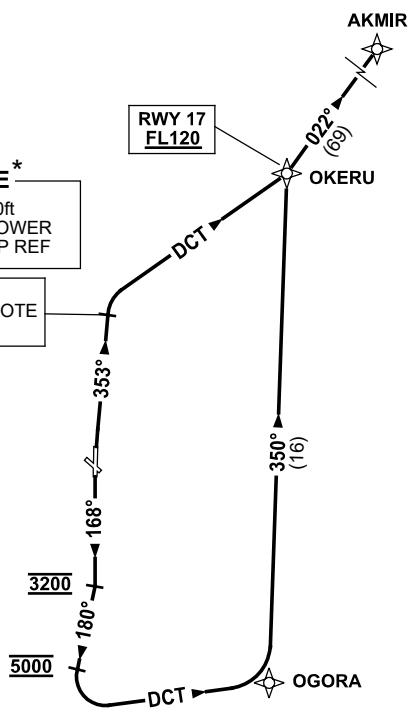 AKMIR
RWY 17
FL120
022°
(69)
OKERU
E*
0ft
OWER
P REF
DCT
OTE
353°
350°
(16)
168°
3200
180°
5000
DCT
OGORA